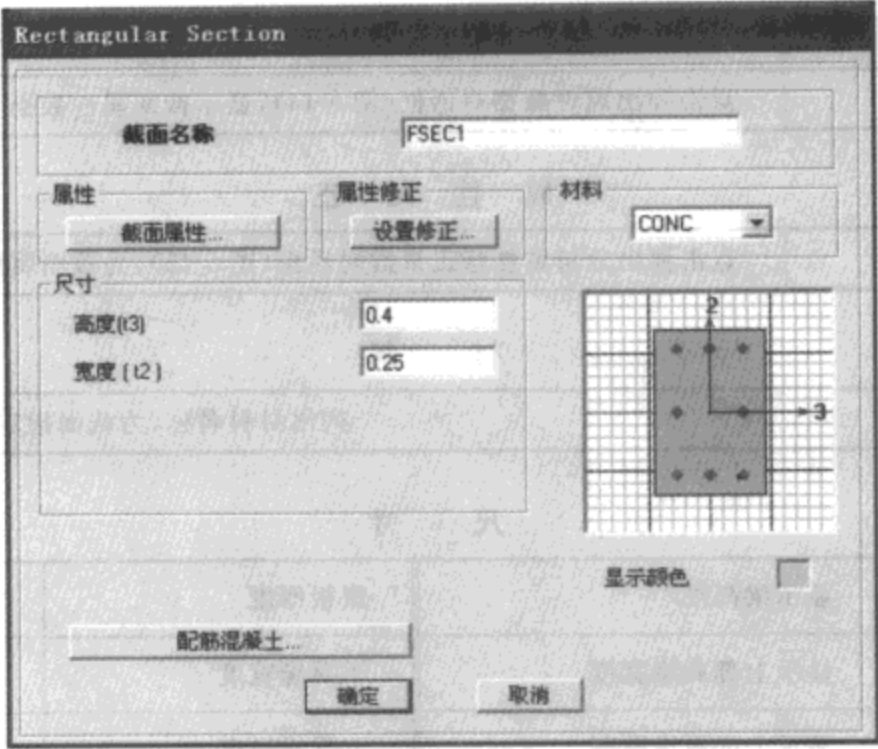 Rectangular Section
截面名称 FSEC1
属性 属性修正 材料
截面属性... 设置修正... CONC
尺寸
高度(t3) 0.4
宽度 ( t2 ) 0.25
2
3
显示颜色
配筋混凝土...
确定 取消